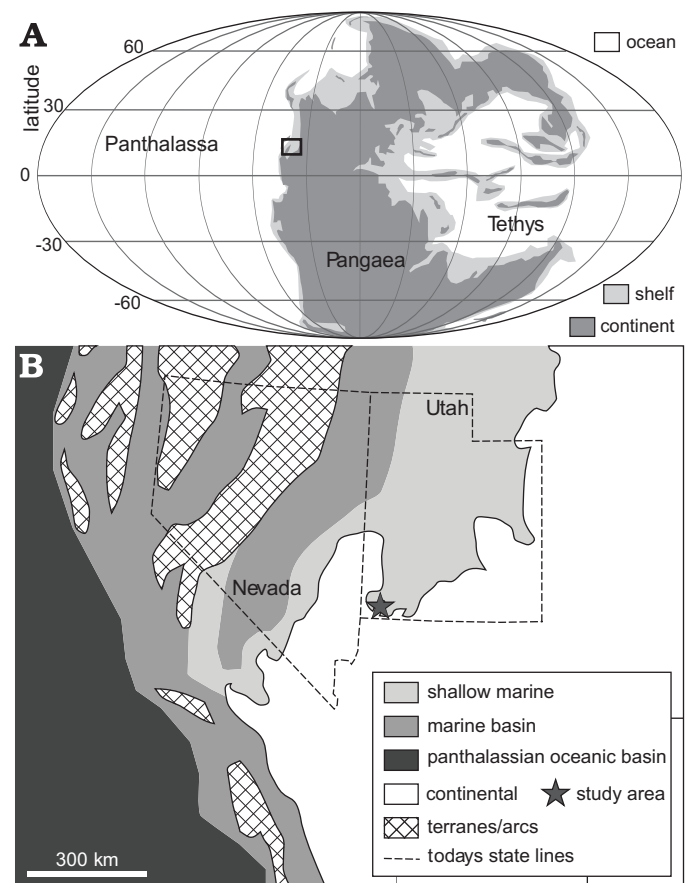 A
60
ocean
latitude
30
Panthalassa
0
Tethys
-30
Pangaea
shelf
-60
continent
B
Utah
Nevada
shallow marine
marine basin
panthalassian oceanic basin
continental
study area
terranes/arcs
300 km
todays state lines